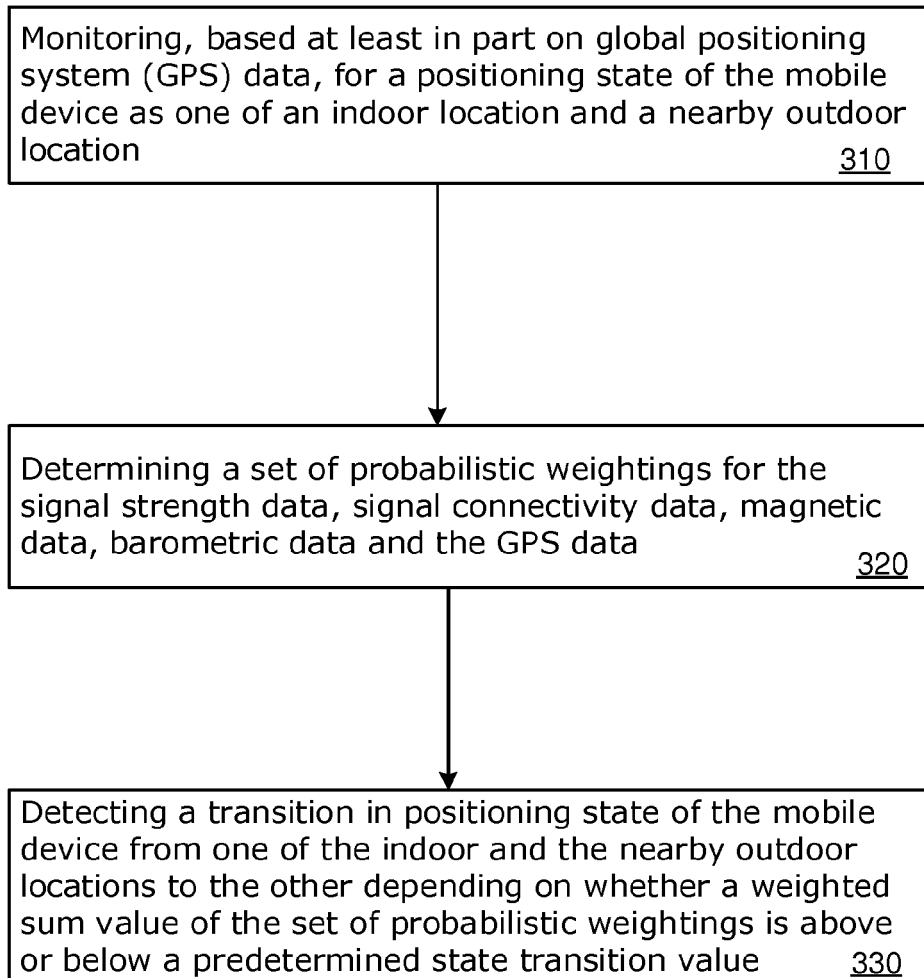 Monitoring, based at least in part on global positioning
system (GPS) data, for a positioning state of the mobile
device as one of an indoor location and a nearby outdoor
location
310
Determining a set of probabilistic weightings for the
signal strength data, signal connectivity data, magnetic
data, barometric data and the GPS data
320
Detecting a transition in positioning state of the mobile
device from one of the indoor and the nearby outdoor
locations to the other depending on whether a weighted
sum value of the set of probabilistic weightings is above
or below a predetermined state transition value 330